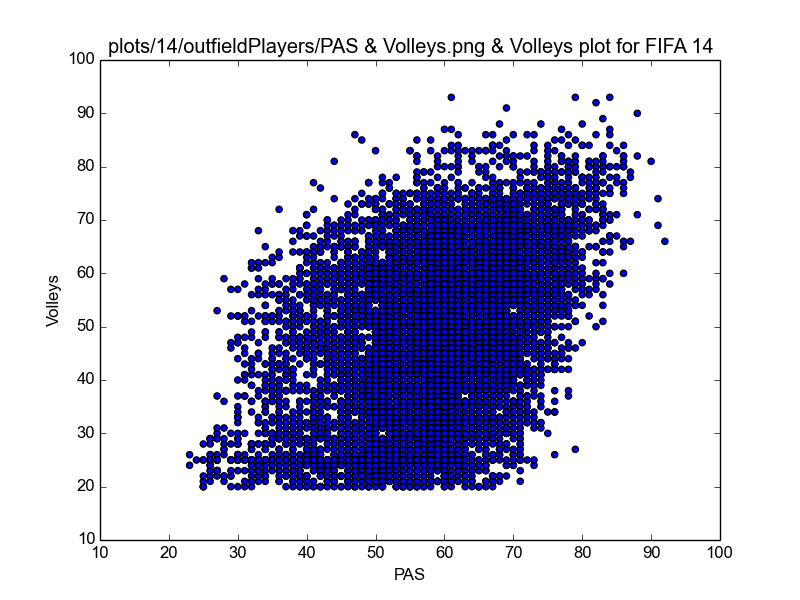 plots/14/outfieldPlayers/PAS & Volleys.png & Volleys plot for FIFA 14
100
90
80
70
60
50
40
30
20
10
Volleys
10 20 30 40 50 60 70 80 90 100
PAS